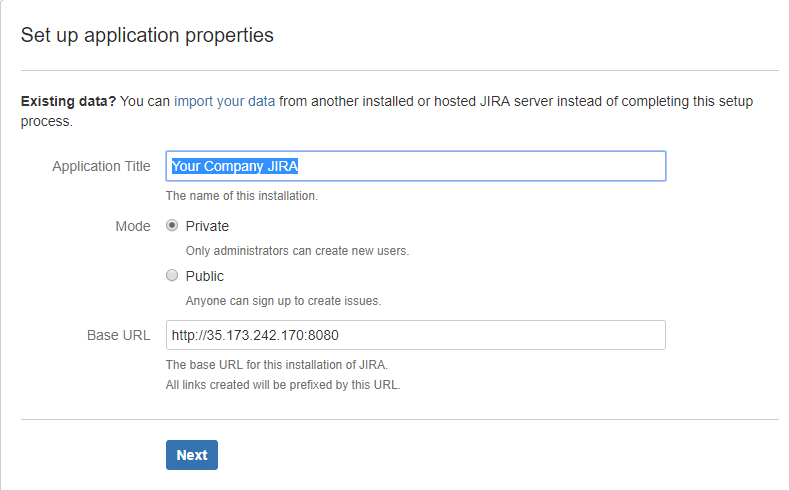 Set up application properties
Existing data? You can import your data from another installed or hosted JIRA server instead of completing this setup
process.
Application Title
Your Company JIRA
The name of this installation.
Mode
Private
Only administrators can create new users.
Public
Anyone can sign up to create issues.
Base URL
http://35.173.242.170:8080
The base URL for this installation of JIRA.
All links created will be prefixed by this URL.
Next